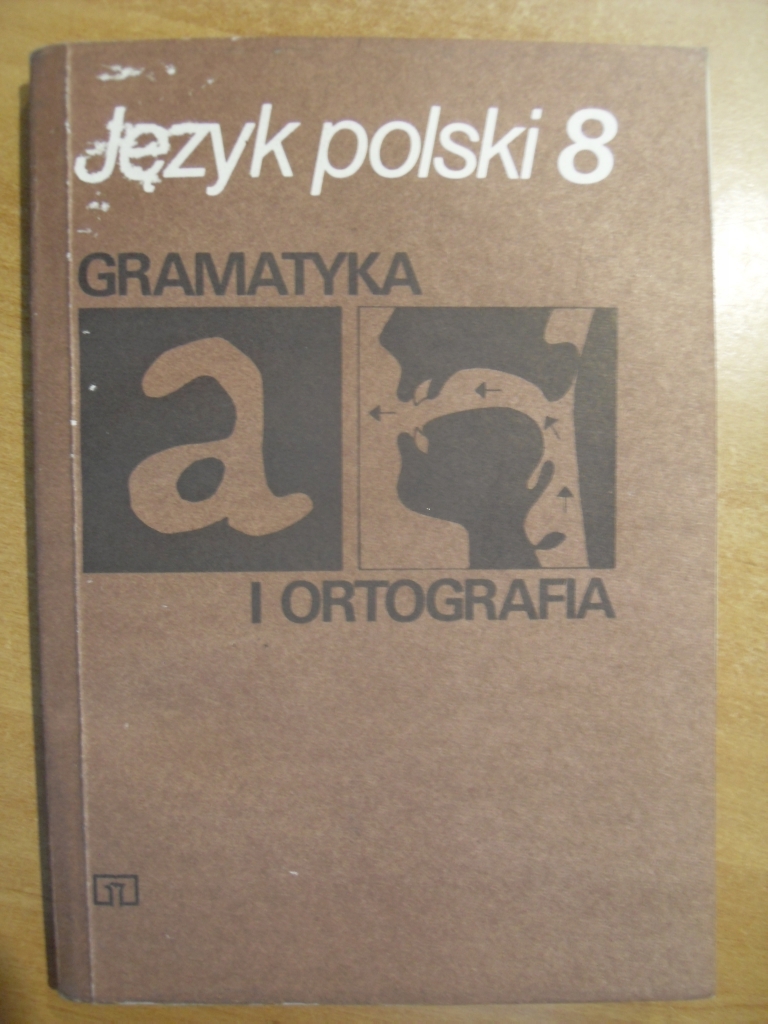 Język polski 8
GRAMATYKA
a
I ORTOGRAFIA